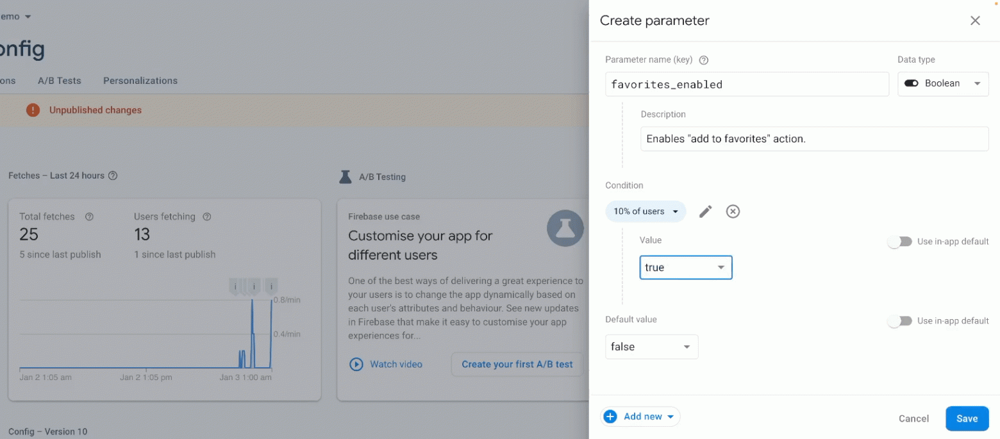 emo
onfig
ons A/B Tests Personalizations
Unpublished changes
Fetches – Last 24 hours
Total fetches Users fetching
25 13
5 since last publish 1 since last publish
i i i
0.8/min
0.4/min
Jan 2 1:05 am Jan 2 1:05 pm Jan 3 1:00 am
Config – Version 10
A/B Testing
Firebase use case
Customise your app for
different users
One of the best ways of delivering a great experience to
your users is to change the app dynamically based on
each user's attributes and behaviour. See new updates
in Firebase that make it easy to customise your app
experiences for...
Watch video Create your first A/B test
Create parameter
Parameter name (key) Data type
favorites_enabled Boolean
Description
Enables "add to favorites" action.
Condition
10% of users
Value Use in-app default
true
Default value Use in-app default
false
Add new Cancel Save